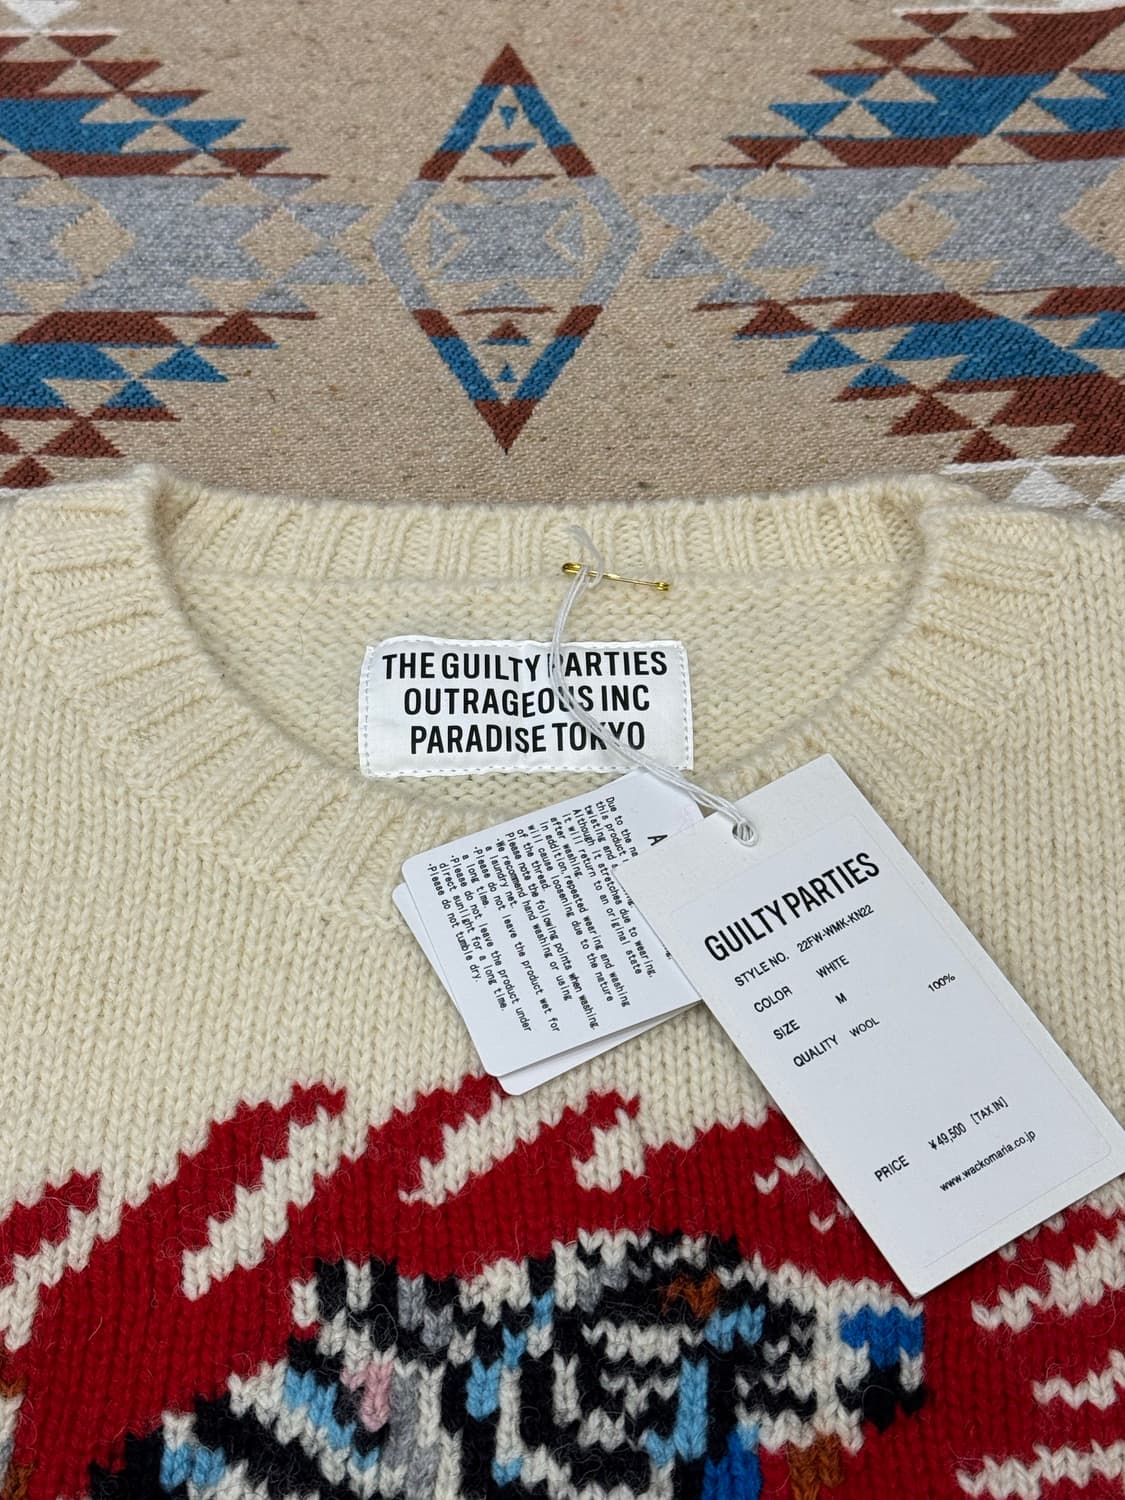 THE GUILTY PARTIES
OUTRAGEOUS INC
PARADISE TOKYO
Due to the na
this product i
twisting and s
Although it stretches due to wearing,
it will return to an original state
after washing.
In addition, repeated wearing and washing
will cause loosening due to the nature
of the thread.
Please note the following points when washing.
·We recommend hand washing or using
a laundry net.
·Please do not leave the product wet for
a long time.
·Please do not leave the product under
direct sunlight for a long time.
·Please do not tumble dry.
A
GUILTY PARTIES
STYLE NO. 22FW-WMK-KN22
COLOR WHITE
SIZE M
QUALITY WOOL 100%
PRICE ¥49,500 [TAX IN]
www.wackomaria.co.jp